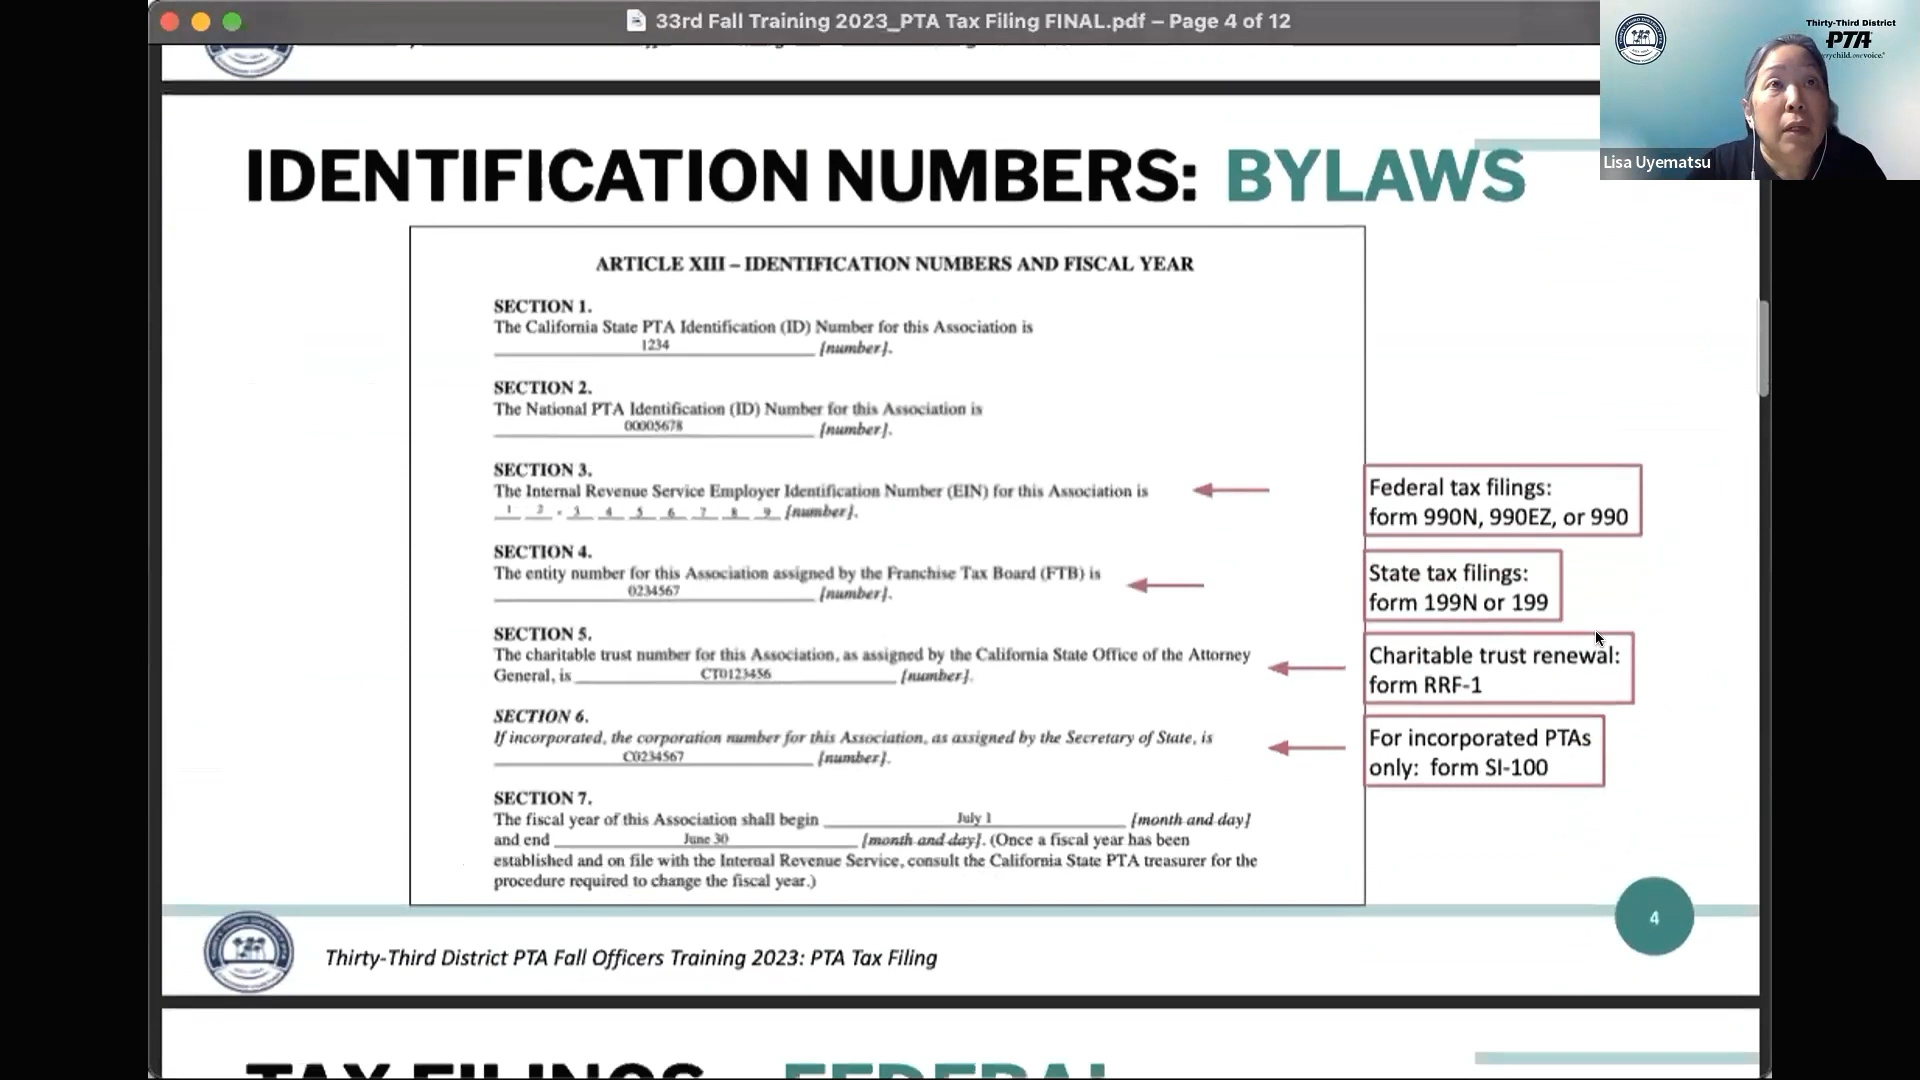 33rd Fall Training 2023_PTA Tax Filing FINAL.pdf – Page 4 of 12
Thirty-Third District
PTA
Lisa Uyematsu
IDENTIFICATION NUMBERS: BYLAWS
ARTICLE XIII – IDENTIFICATION NUMBERS AND FISCAL YEAR
SECTION 1.
The California State PTA Identification (ID) Number for this Association is
1234 [number].
SECTION 2.
The National PTA Identification (ID) Number for this Association is
00005678 [number].
SECTION 3.
The Internal Revenue Service Employer Identification Number (EIN) for this Association is
1 2 - 3 4 5 6 7 8 9 [number].
Federal tax filings:
form 990N, 990EZ, or 990
SECTION 4.
The entity number for this Association assigned by the Franchise Tax Board (FTB) is
0234567 [number].
State tax filings:
form 199N or 199
SECTION 5.
The charitable trust number for this Association, as assigned by the California State Office of the Attorney
General, is CT0123456 [number].
Charitable trust renewal:
form RRF-1
SECTION 6.
If incorporated, the corporation number for this Association, as assigned by the Secretary of State, is
C0234567 [number].
For incorporated PTAs
only: form SI-100
SECTION 7.
The fiscal year of this Association shall begin July 1 [month and day]
and end June 30 [month and day]. (Once a fiscal year has been
established and on file with the Internal Revenue Service, consult the California State PTA treasurer for the
procedure required to change the fiscal year.)
4
Thirty-Third District PTA Fall Officers Training 2023: PTA Tax Filing
TAX FILINGS FEDERAL